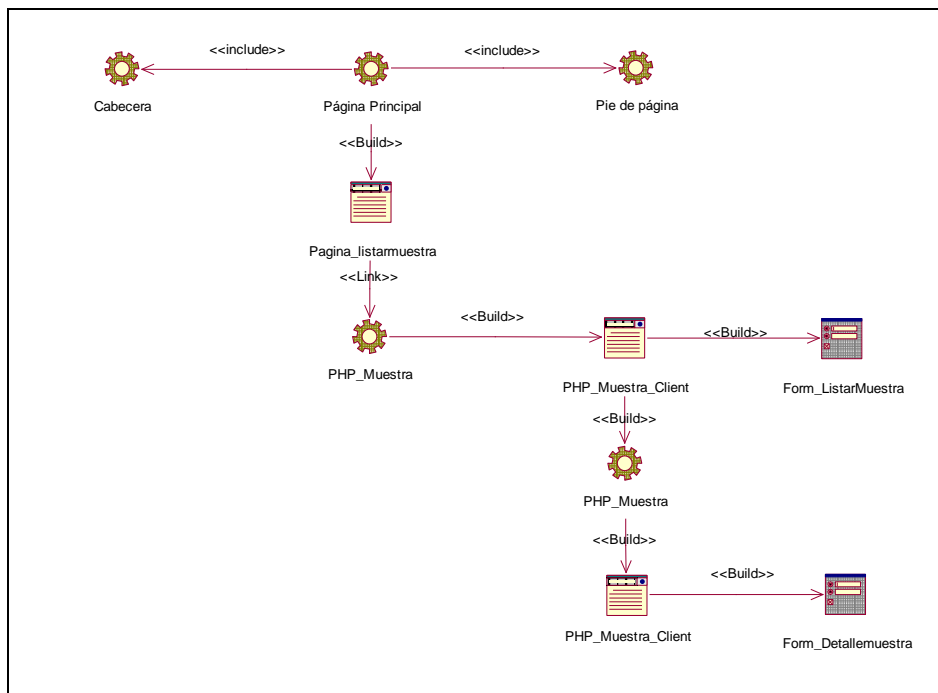 <<include>>
<<include>>
Cabecera
Página Principal
Pie de página
<<Build>>
Pagina_listarmuestra
<<Link>>
<<Build>>
<<Build>>
PHP_Muestra
PHP_Muestra_Client
Form_ListarMuestra
<<Build>>
PHP_Muestra
<<Build>>
<<Build>>
PHP_Muestra_Client
Form_Detallemuestra